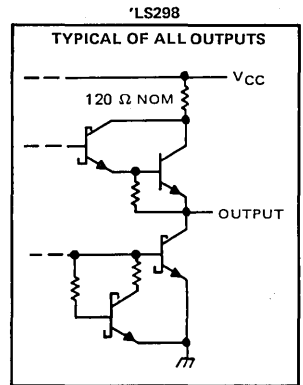 'LS298
TYPICAL OF ALL OUTPUTS
VCC
120 Ω NOM
OUTPUT